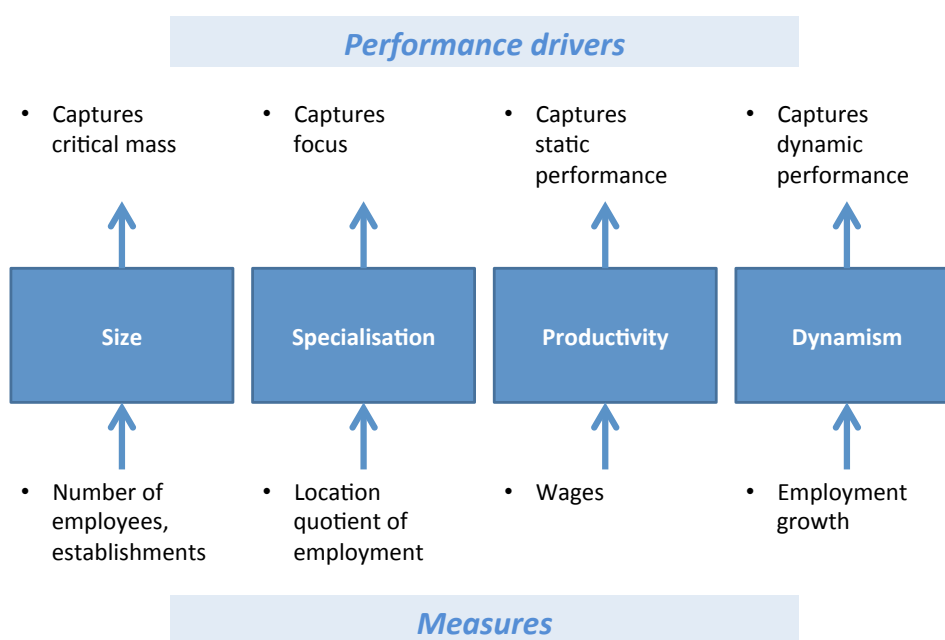 Performance drivers
• Captures
critical mass
• Captures
focus
• Captures
static
performance
• Captures
dynamic
performance
Size
Specialisation
Productivity
Dynamism
• Number of
employees,
establishments
• Location
quotient of
employment
• Wages
• Employment
growth
Measures